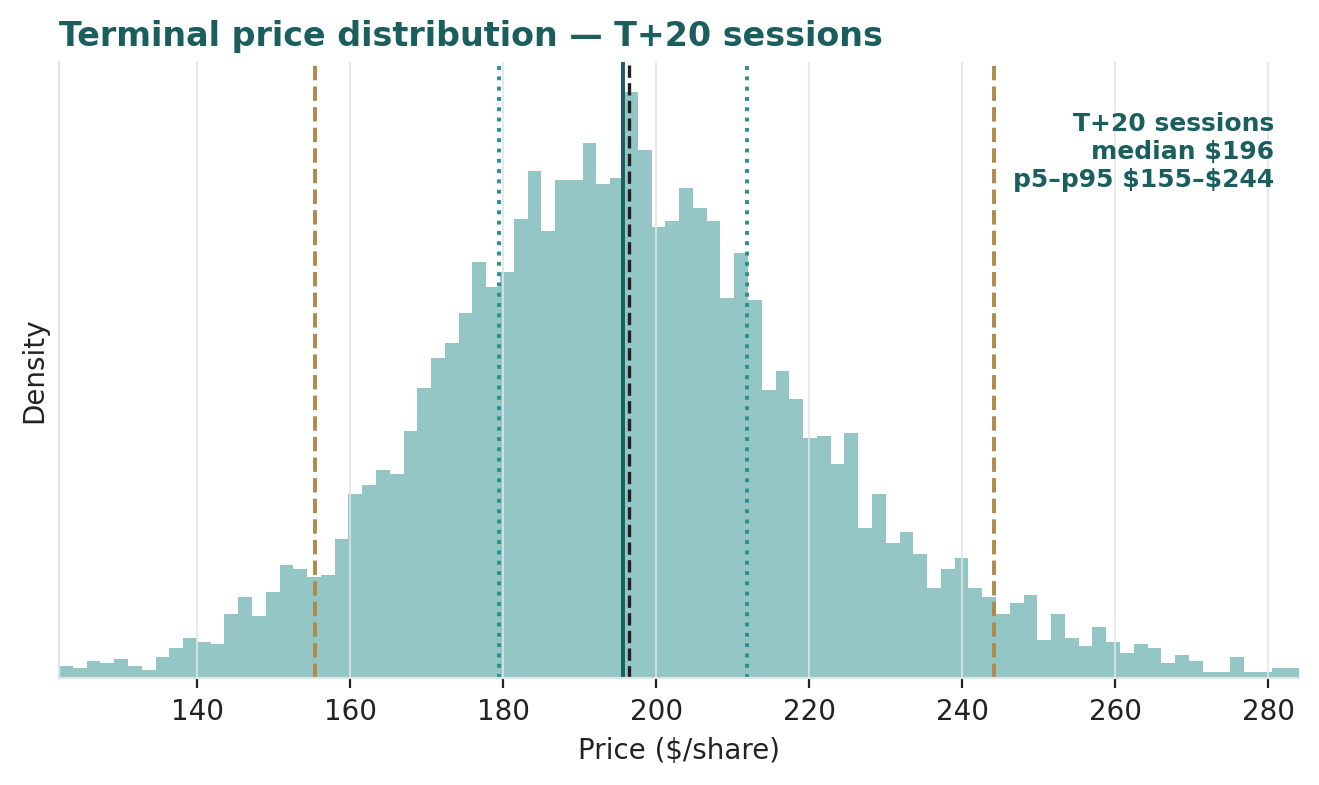 Terminal price distribution — T+20 sessions
T+20 sessions
median $196
p5–p95 $155–$244
Density
140 160 180 200 220 240 260 280
Price ($/share)